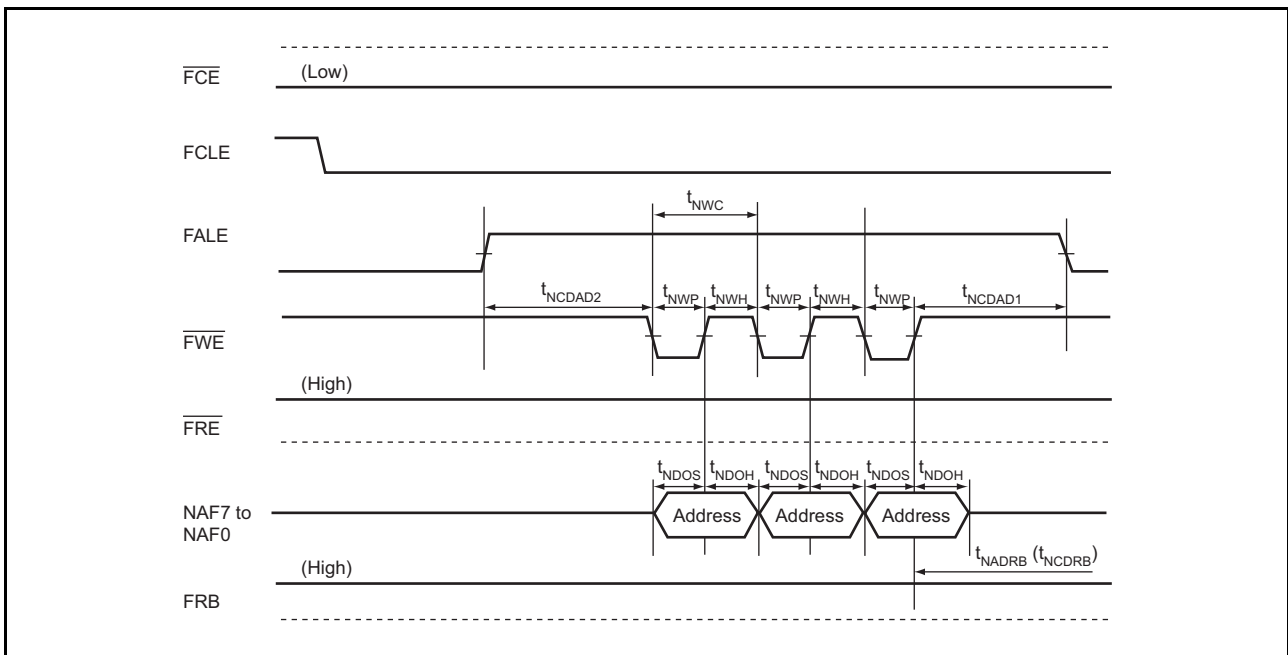 FCE (Low)
FCLE
tNWC
FALE
tNCDAD2 tNWP tNWH tNWP tNWH tNWP tNCDAD1
FWE
(High)
FRE
tNDOS tNDOH tNDOS tNDOH tNDOS tNDOH
NAF7 to
NAF0
Address Address Address
tNADRB (tNCDRB)
(High)
FRB